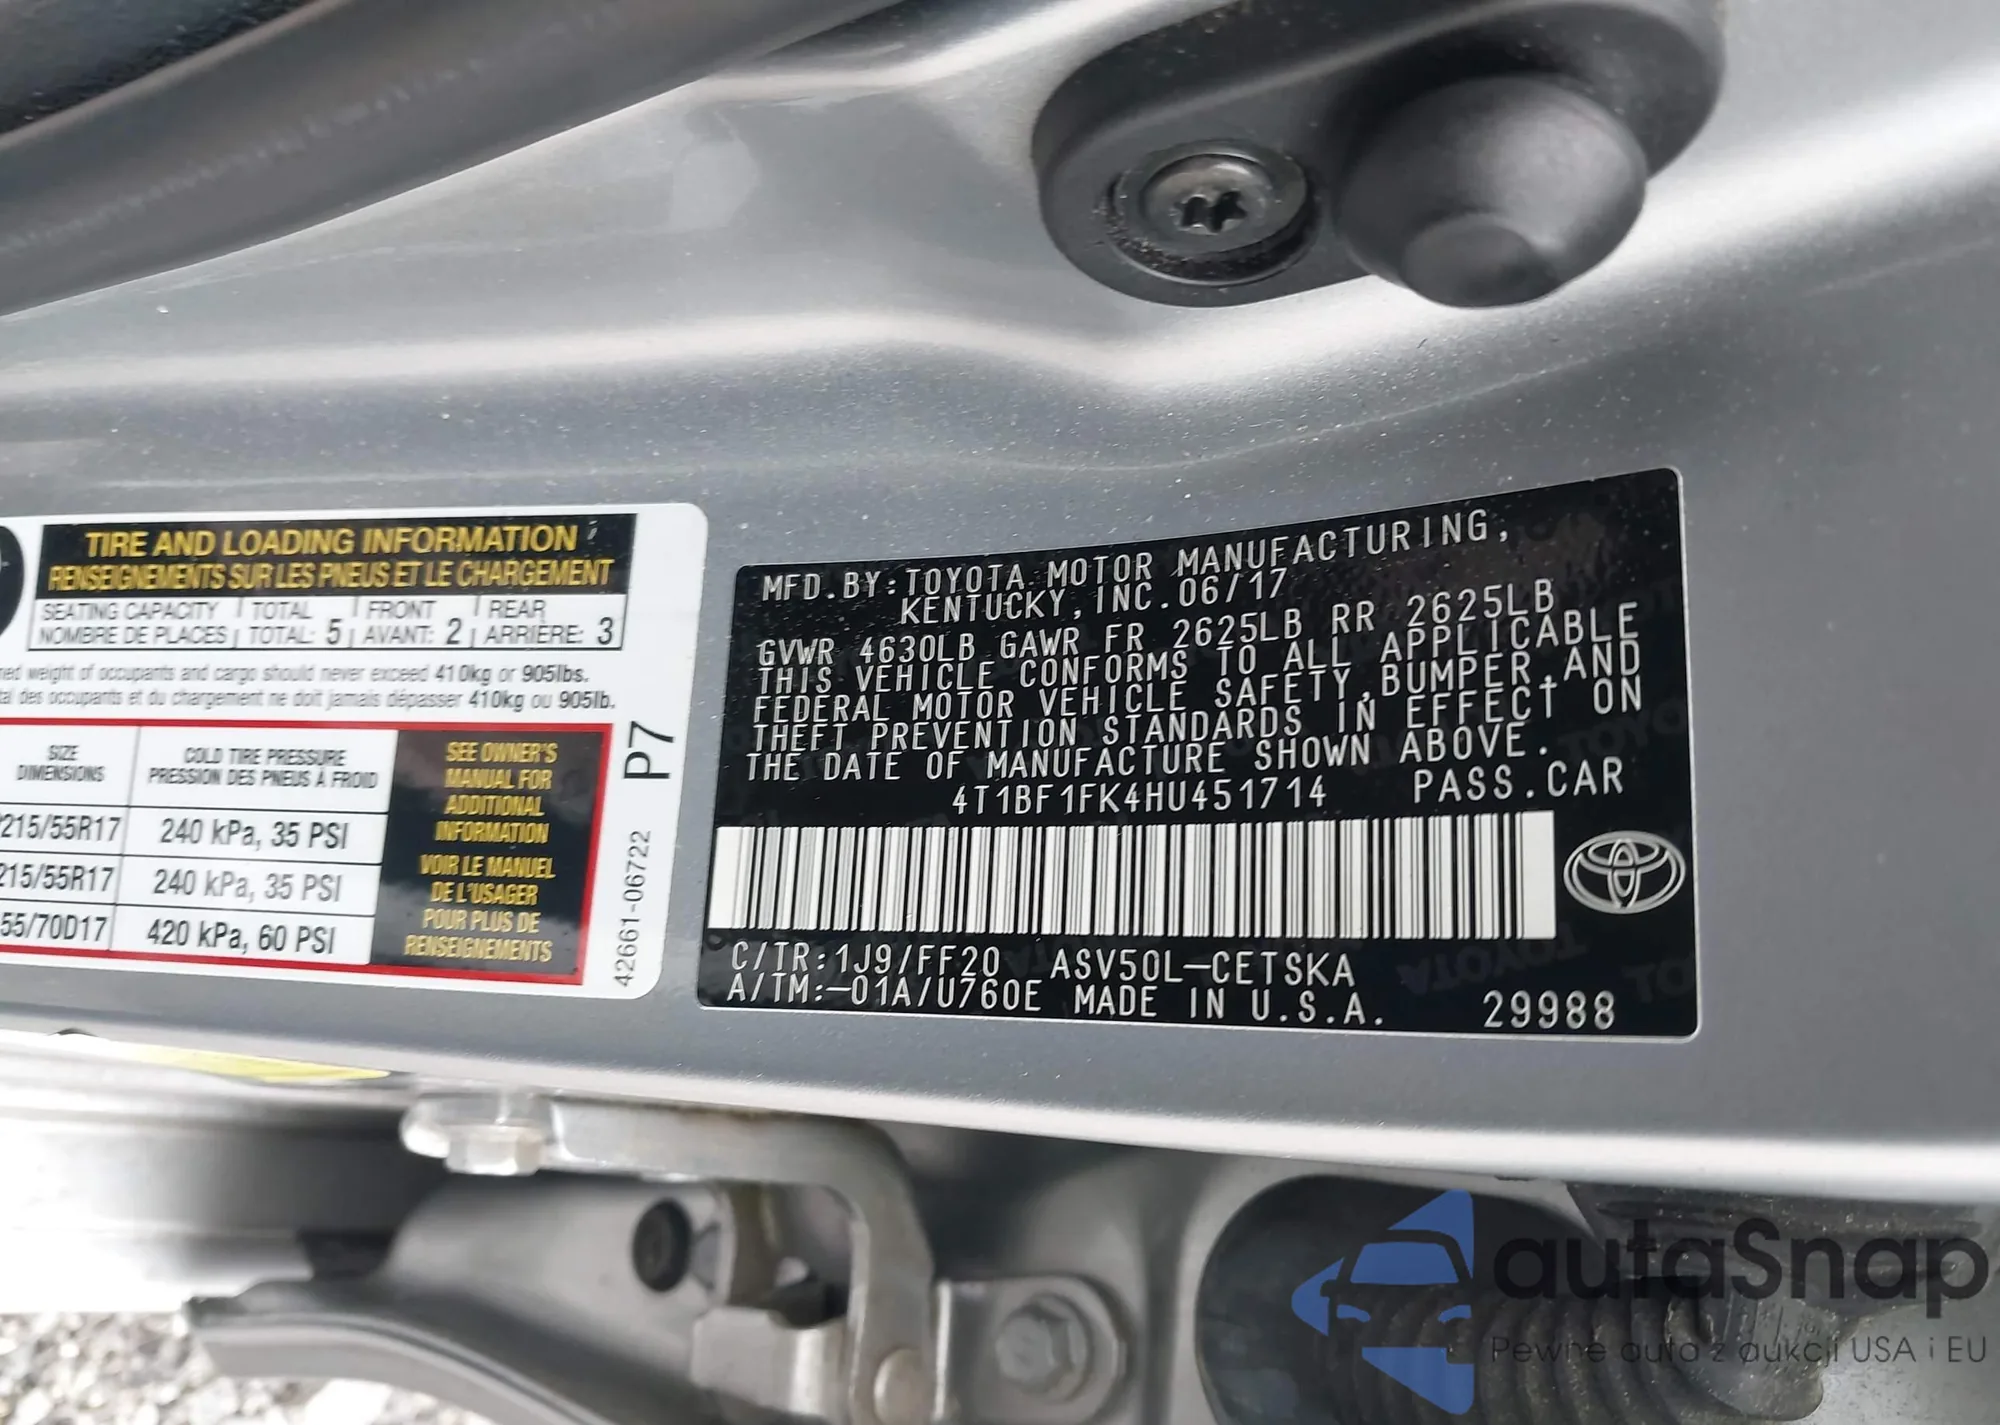 TIRE AND LOADING INFORMATION
RENSEIGNEMENTS SUR LES PNEUS ET LE CHARGEMENT
SEATING CAPACITY TOTAL FRONT REAR
NOMBRE DE PLACES TOTAL: 5 AVANT: 2 ARRIÈRE: 3
weight of occupants and cargo should never exceed 410kg or 905lbs.
des occupants et du chargement ne doit jamais dépasser 410kg ou 905lb.
SIZE
DIMENSIONS
COLD TIRE PRESSURE
PRESSION DES PNEUS À FROID
215/55R17 240 kPa, 35 PSI
215/55R17 240 kPa, 35 PSI
55/70D17 420 kPa, 60 PSI
SEE OWNER'S
MANUAL FOR
ADDITIONAL
INFORMATION
VOIR LE MANUEL
DE L'USAGER
POUR PLUS DE
RENSEIGNEMENTS
P7
42661-06722
MFD.BY:TOYOTA MOTOR MANUFACTURING,
KENTUCKY,INC.06/17
GVWR 4630LB GAWR FR 2625LB RR 2625LB
THIS VEHICLE CONFORMS TO ALL APPLICABLE
FEDERAL MOTOR VEHICLE SAFETY,BUMPER,AND
THEFT PREVENTION STANDARDS IN EFFECT ON
THE DATE OF MANUFACTURE SHOWN ABOVE.
4T1BF1FK4HU451714 PASS.CAR
C/TR:1J9/FF20 ASV50L-CETSKA
A/TM:-01A/U760E MADE IN U.S.A. 29988
autaSnap
Pewne auta z aukcji USA i EU